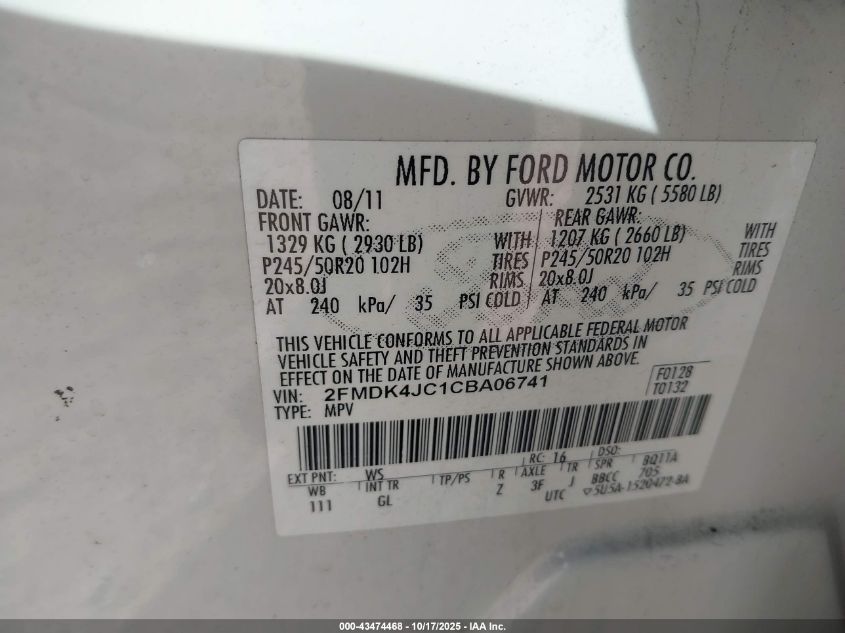 MFD. BY FORD MOTOR CO.
DATE: 08/11 GVWR: 2531 KG ( 5580 LB)
FRONT GAWR: REAR GAWR:
1329 KG ( 2930 LB) WITH 1207 KG ( 2660 LB) WITH
P245/50R20 102H TIRES P245/50R20 102H TIRES
20x8.0J RIMS 20x8.0J RIMS
AT 240 kPa/ 35 PSI COLD AT 240 kPa/ 35 PSI COLD
THIS VEHICLE CONFORMS TO ALL APPLICABLE FEDERAL MOTOR
VEHICLE SAFETY AND THEFT PREVENTION STANDARDS IN
EFFECT ON THE DATE OF MANUFACTURE SHOWN ABOVE.
VIN: 2FMDK4JC1CBA06741 F0128
TYPE: MPV T0132
EXT PNT: WS RC: 16 DSO:
WB INT TR TP/PS R AXLE TR SPR BQ11A
111 GL Z 3F J BBCC 705
UTC 5U5A-1520472-BA
000-43474468 - 10/17/2025 - IAA Inc.